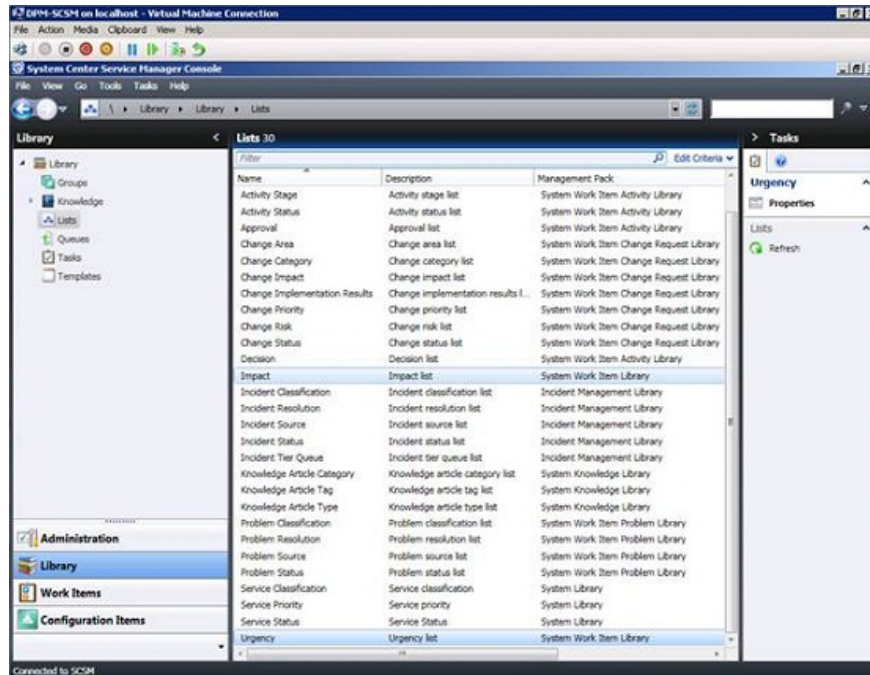 DPM-SCSM on localhost - Virtual Machine Connection
File Action Media Clipboard View Help
System Center Service Manager Console
File View Go Tools Tasks Help
\ Library Library Lists
Library
Library
Groups
Knowledge
Lists
Queues
Tasks
Templates
Administration
Library
Work Items
Configuration Items
Lists 30
Filter Edit Criteria
Name Description Management Pack
Activity Stage Activity stage list System Work Item Activity Library
Activity Status Activity status list System Work Item Activity Library
Approval Approval list System Work Item Activity Library
Change Area Change area list System Work Item Change Request Library
Change Category Change category list System Work Item Change Request Library
Change Impact Change impact list System Work Item Change Request Library
Change Implementation Results Change implementation results l... System Work Item Change Request Library
Change Priority Change priority list System Work Item Change Request Library
Change Risk Change risk list System Work Item Change Request Library
Change Status Change status list System Work Item Change Request Library
Decision Decision list System Work Item Activity Library
Impact Impact list System Work Item Library
Incident Classification Incident classification list Incident Management Library
Incident Resolution Incident resolution list Incident Management Library
Incident Source Incident source list Incident Management Library
Incident Status Incident status list Incident Management Library
Incident Tier Queue Incident tier queue list Incident Management Library
Knowledge Article Category Knowledge article category list System Knowledge Library
Knowledge Article Tag Knowledge article tag list System Knowledge Library
Knowledge Article Type Knowledge article type list System Knowledge Library
Problem Classification Problem classification list System Work Item Problem Library
Problem Resolution Problem resolution list System Work Item Problem Library
Problem Source Problem source list System Work Item Problem Library
Problem Status Problem status list System Work Item Problem Library
Service Classification Service classification System Library
Service Priority Service priority System Library
Service Status Service Status System Library
Urgency Urgency list System Work Item Library
Tasks
Urgency
Properties
Lists
Refresh
Connected to SCSM